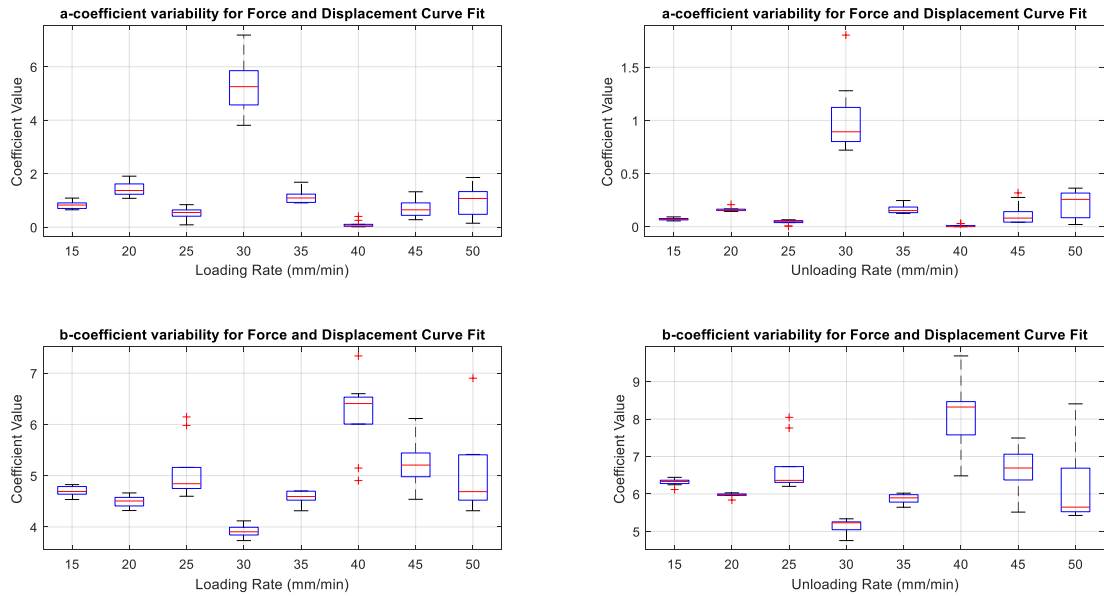 a-coefficient variability for Force and Displacement Curve Fit
Coefficient Value
6
4
2
0
15 20 25 30 35 40 45 50
Loading Rate (mm/min)
a-coefficient variability for Force and Displacement Curve Fit
Coefficient Value
1.5
1
0.5
0
15 20 25 30 35 40 45 50
Unloading Rate (mm/min)
b-coefficient variability for Force and Displacement Curve Fit
Coefficient Value
7
6
5
4
15 20 25 30 35 40 45 50
Loading Rate (mm/min)
b-coefficient variability for Force and Displacement Curve Fit
Coefficient Value
9
8
7
6
5
15 20 25 30 35 40 45 50
Unloading Rate (mm/min)